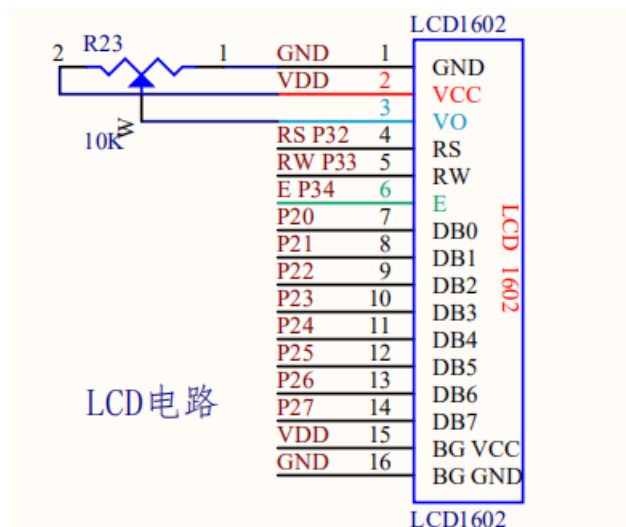 LCD1602
2 R23 1 GND 1 GND
VDD 2 VCC
3 VO
10K W
RS P32 4 RS
RW P33 5 RW
E P34 6 E
P20 7 DB0
P21 8 DB1
P22 9 DB2
P23 10 DB3
P24 11 DB4
P25 12 DB5
P26 13 DB6
P27 14 DB7
VDD 15 BG VCC
GND 16 BG GND
LCD 1602
LCD电路
LCD1602